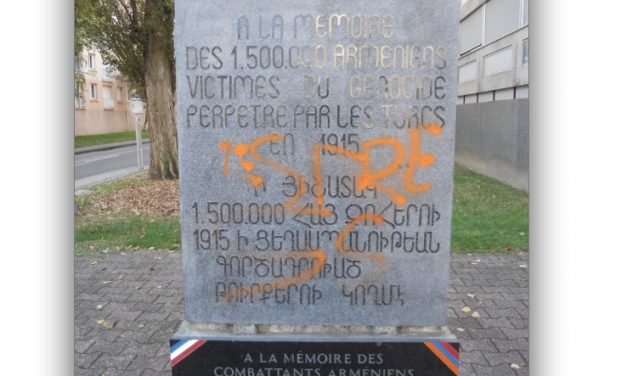 A LA MEMOIRE
DES 1.500.000 ARMENIENS
VICTIMES DU GENOCIDE
PERPETRE PAR LES TURCS
EN 1915
Ի ՅԻՇԱՏԱԿ
1.500.000 ՀԱՅ ԶՈՀԵՐՈՒ
1915 Ի ՑԵՂԱՍՊԱՆՈՒԹԵԱՆ
ԳՈՐԾԱԴՐՈՒԱԾ
ԹՈՒՐՔԵՐՈՒ ԿՈՂՄԷ
A LA MÉMOIRE DES
COMBATTANTS ARMÉNIENS